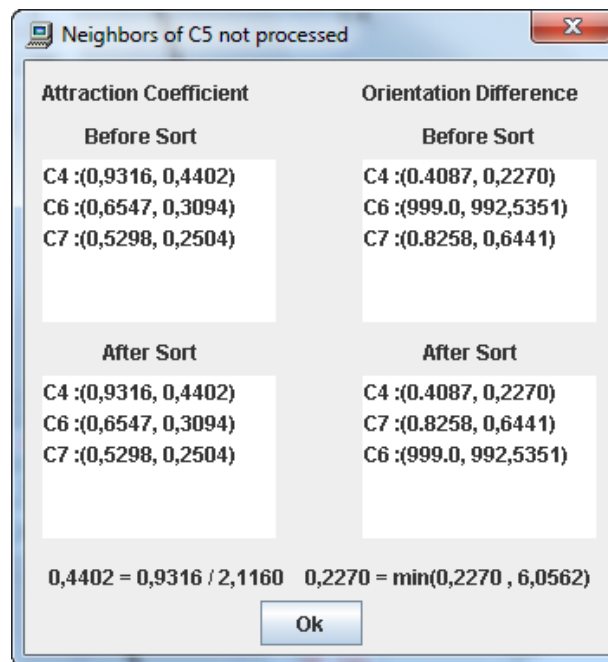 Neighbors of C5 not processed
Attraction Coefficient
Before Sort
C4 :(0,9316, 0,4402)
C6 :(0,6547, 0,3094)
C7 :(0,5298, 0,2504)
After Sort
C4 :(0,9316, 0,4402)
C6 :(0,6547, 0,3094)
C7 :(0,5298, 0,2504)
0,4402 = 0,9316 / 2,1160
Orientation Difference
Before Sort
C4 :(0.4087, 0,2270)
C6 :(999.0, 992,5351)
C7 :(0.8258, 0,6441)
After Sort
C4 :(0.4087, 0,2270)
C7 :(0.8258, 0,6441)
C6 :(999.0, 992,5351)
0,2270 = min(0,2270 , 6,0562)
Ok